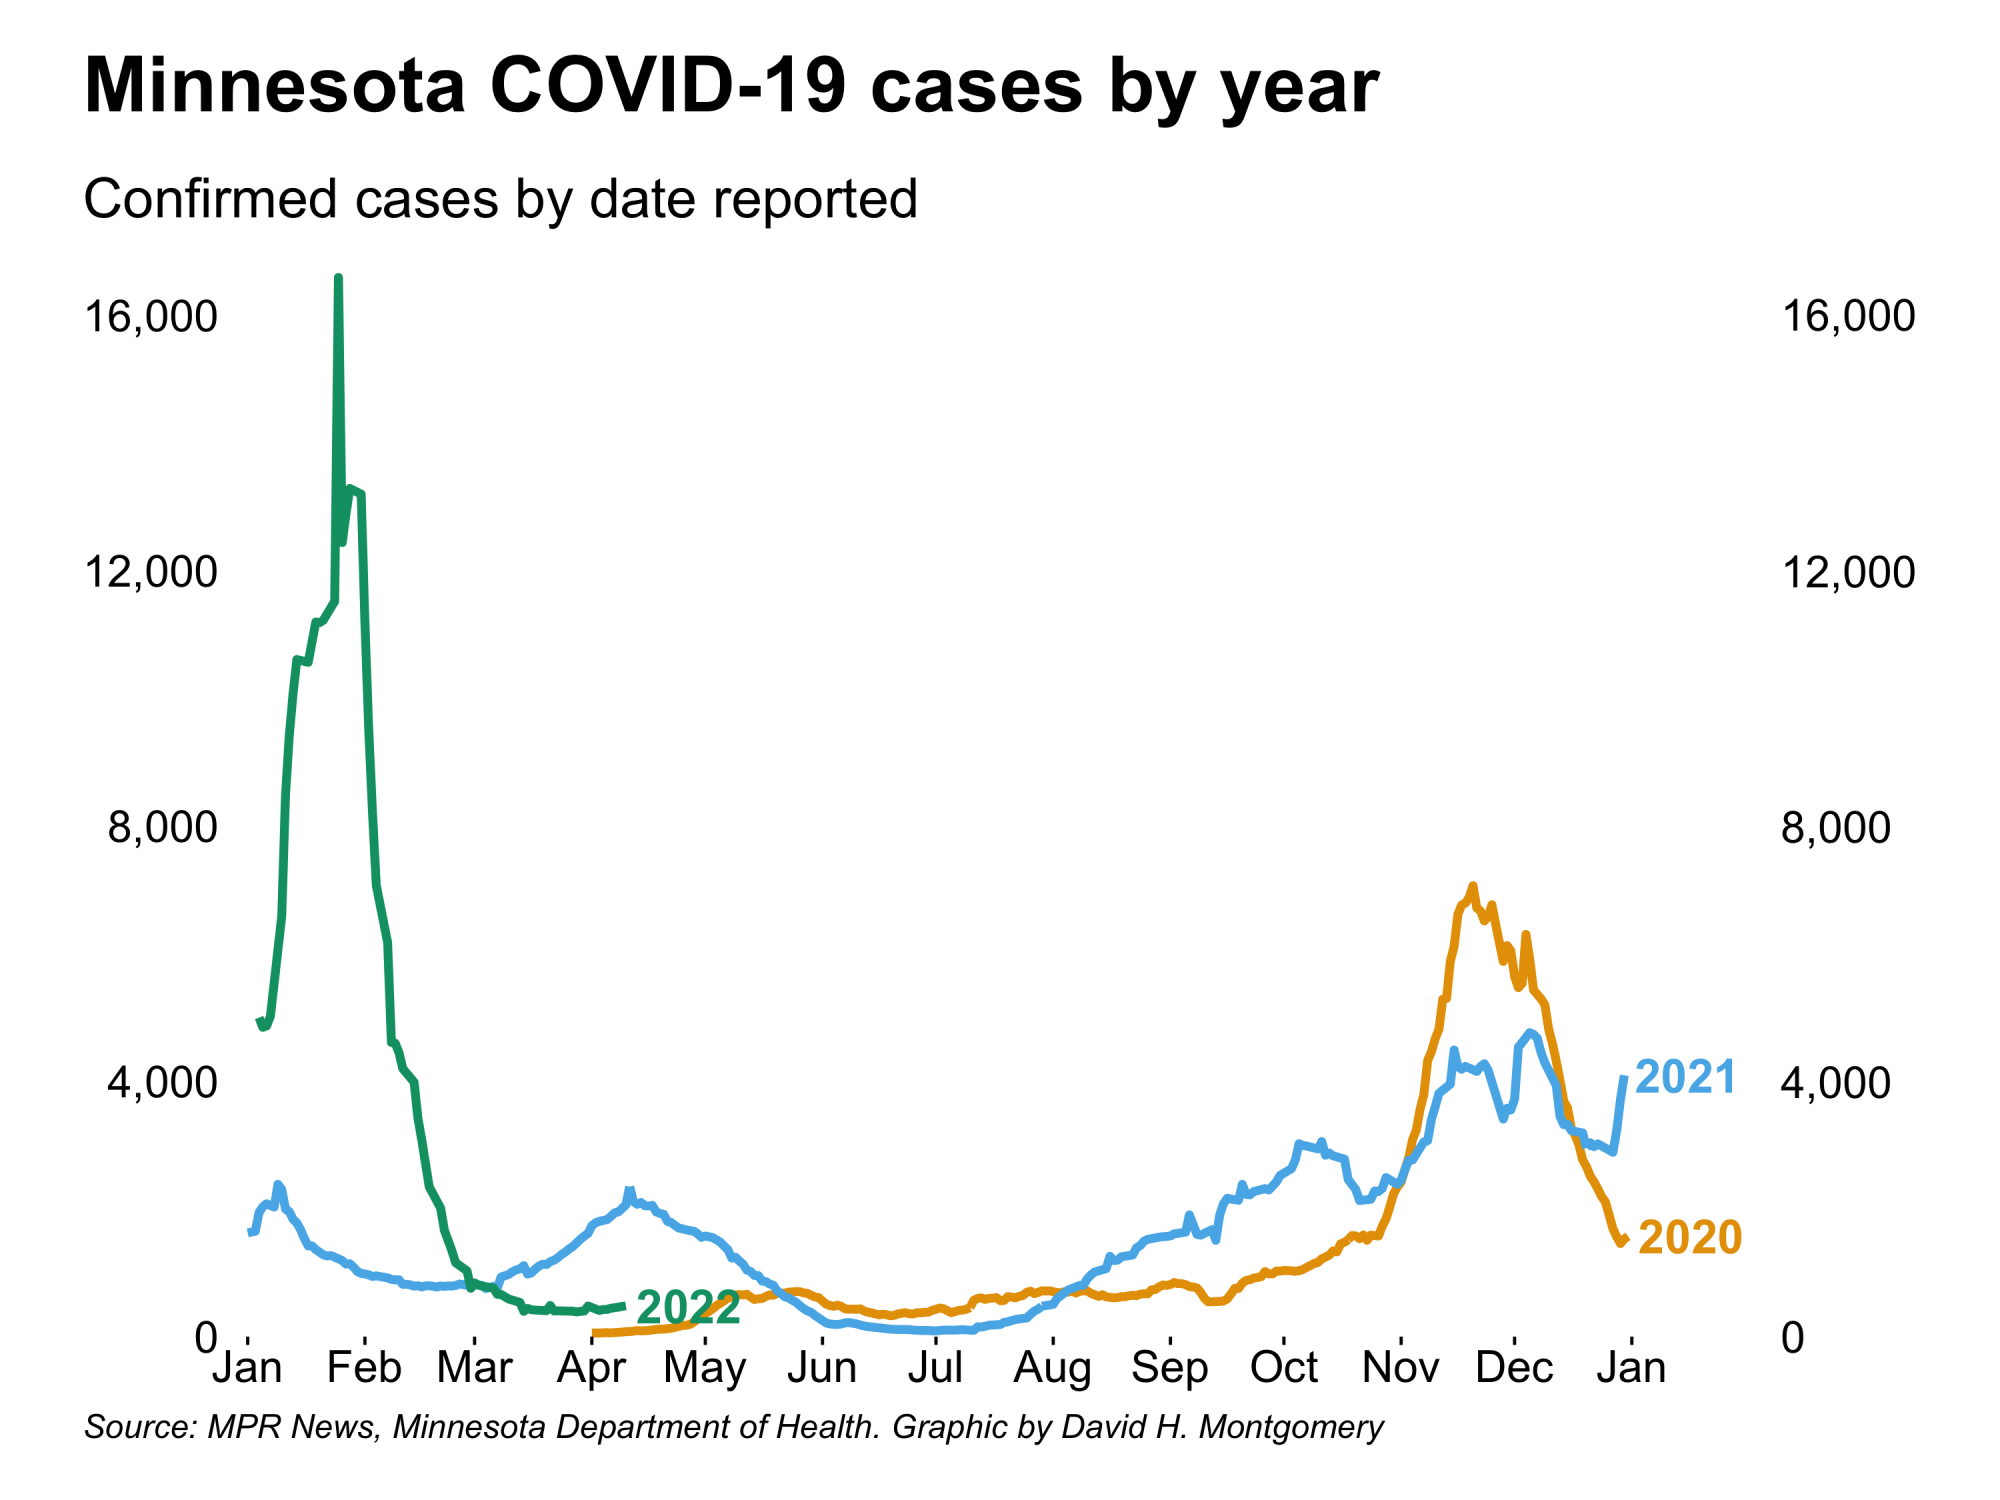 Minnesota COVID-19 cases by year
Confirmed cases by date reported
16,000 16,000
12,000 12,000
8,000 8,000
4,000 2021 4,000
2020
2022
0 0
Jan Feb Mar Apr May Jun Jul Aug Sep Oct Nov Dec Jan
Source: MPR News, Minnesota Department of Health. Graphic by David H. Montgomery